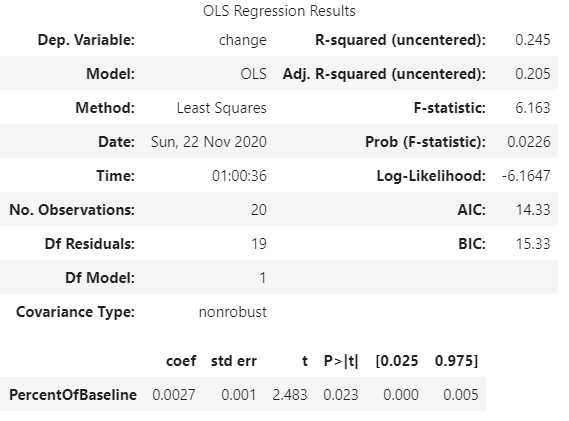 OLS Regression Results
Dep. Variable: change R-squared (uncentered): 0.245
Model: OLS Adj. R-squared (uncentered): 0.205
Method: Least Squares F-statistic: 6.163
Date: Sun, 22 Nov 2020 Prob (F-statistic): 0.0226
Time: 01:00:36 Log-Likelihood: -6.1647
No. Observations: 20 AIC: 14.33
Df Residuals: 19 BIC: 15.33
Df Model: 1
Covariance Type: nonrobust
coef std err t P>|t| [0.025 0.975]
PercentOfBaseline 0.0027 0.001 2.483 0.023 0.000 0.005